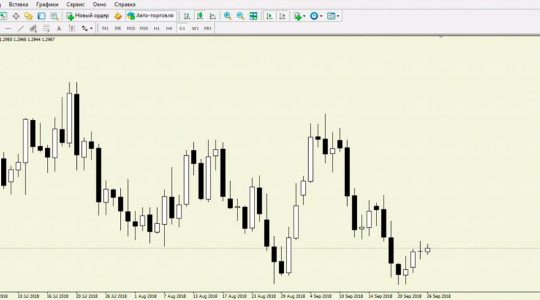 Вставка Графики Сервис Окно Справка
Новый ордер Авто-торговля
M1 M5 M15 M30 H1 H4 D1 W1 MN
1.2950 1.2965 1.2944 1.2957
2018 10 Jul 2018 16 Jul 2018 20 Jul 2018 26 Jul 2018 1 Aug 2018 7 Aug 2018 13 Aug 2018 17 Aug 2018 23 Aug 2018 29 Aug 2018 4 Sep 2018 10 Sep 2018 14 Sep 2018 20 Sep 2018 26 Sep 2018